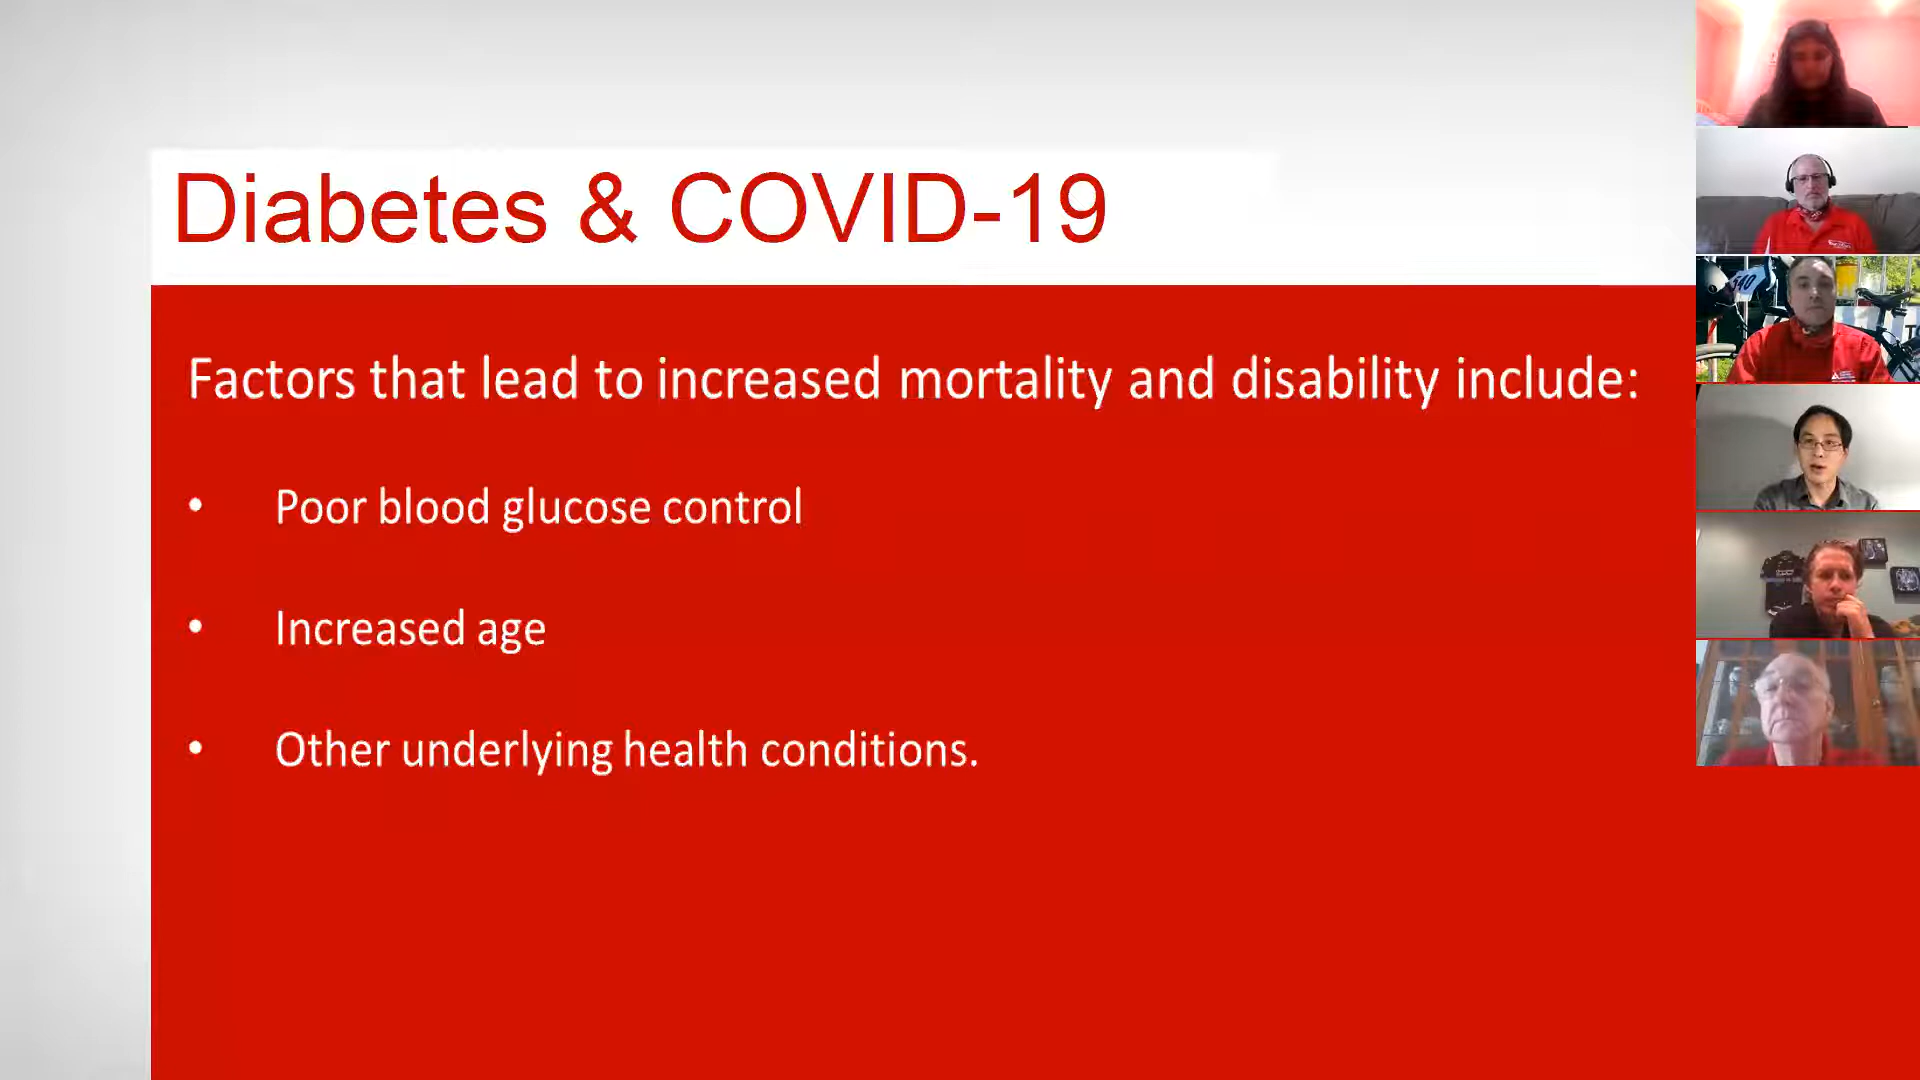 Diabetes & COVID-19
Factors that lead to increased mortality and disability include:
• Poor blood glucose control
• Increased age
• Other underlying health conditions.
540